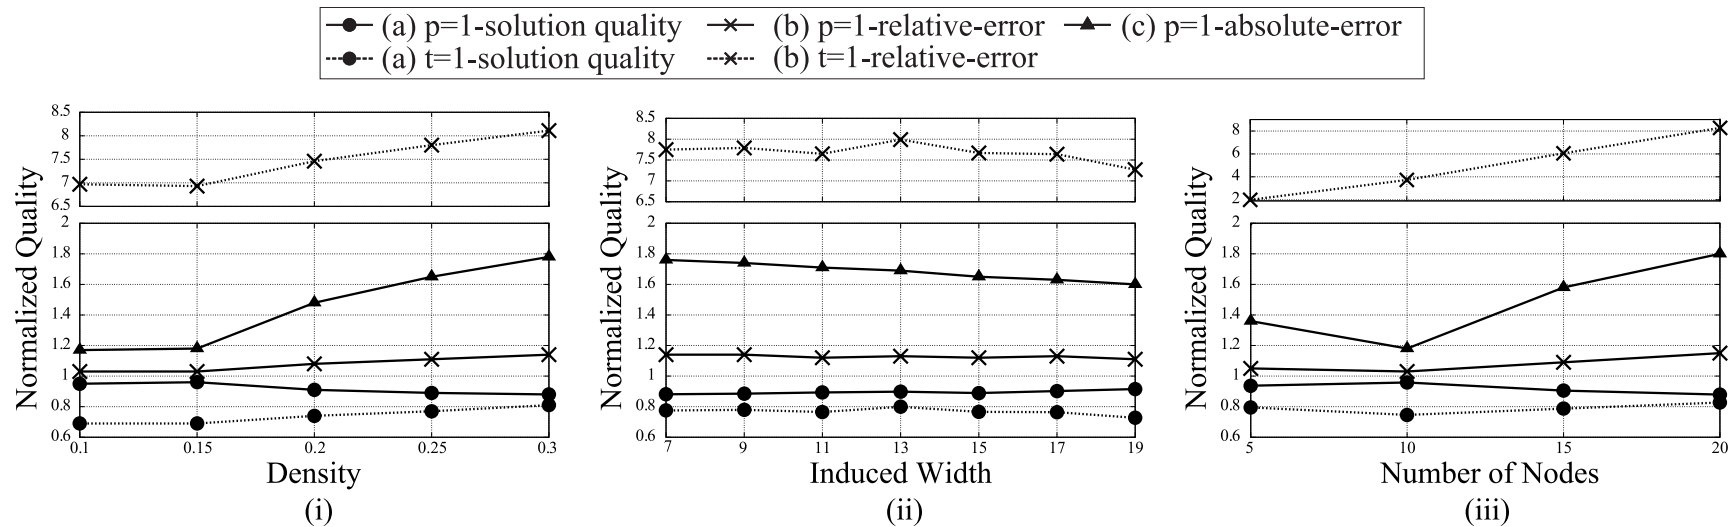 (a) p=1-solution quality (b) p=1-relative-error (c) p=1-absolute-error
(a) t=1-solution quality (b) t=1-relative-error
Normalized Quality
8.5
8
7.5
7
6.5
2
1.8
1.6
1.4
1.2
1
0.8
0.6
0.1 0.15 0.2 0.25 0.3
Density
(i)
Normalized Quality
8.5
8
7.5
7
6.5
2
1.8
1.6
1.4
1.2
1
0.8
0.6
7 9 11 13 15 17 19
Induced Width
(ii)
Normalized Quality
8
6
4
2
2
1.8
1.6
1.4
1.2
1
0.8
0.6
5 10 15 20
Number of Nodes
(iii)